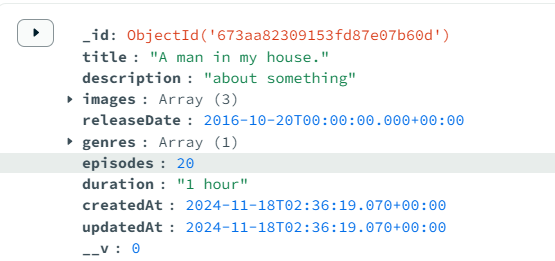 _id: ObjectId('673aa82309153fd87e07b60d')
title : "A man in my house."
description : "about something"
images : Array (3)
releaseDate : 2016-10-20T00:00:00.000+00:00
genres : Array (1)
episodes : 20
duration : "1 hour"
createdAt : 2024-11-18T02:36:19.070+00:00
updatedAt : 2024-11-18T02:36:19.070+00:00
__v : 0